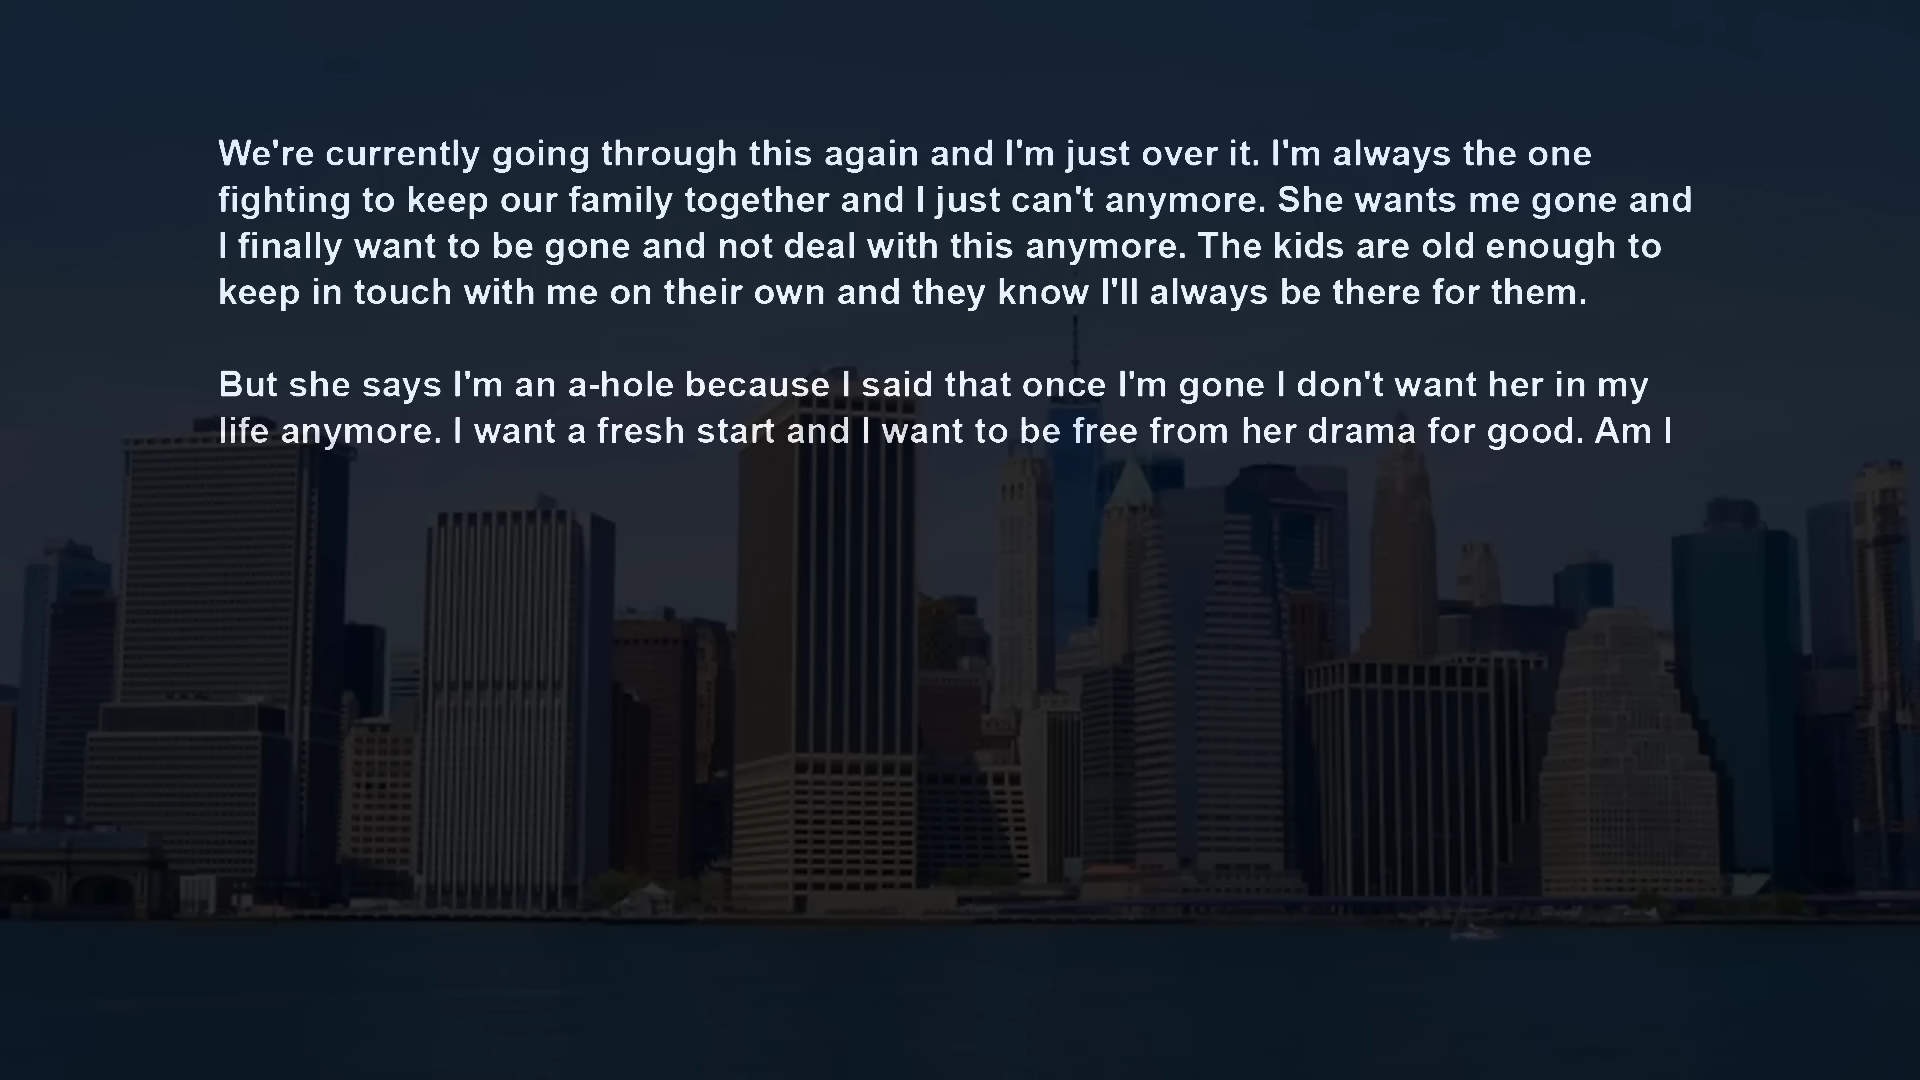 We're currently going through this again and I'm just over it. I'm always the one
fighting to keep our family together and I just can't anymore. She wants me gone and
I finally want to be gone and not deal with this anymore. The kids are old enough to
keep in touch with me on their own and they know I'll always be there for them.
But she says I'm an a-hole because I said that once I'm gone I don't want her in my
life anymore. I want a fresh start and I want to be free from her drama for good. Am I